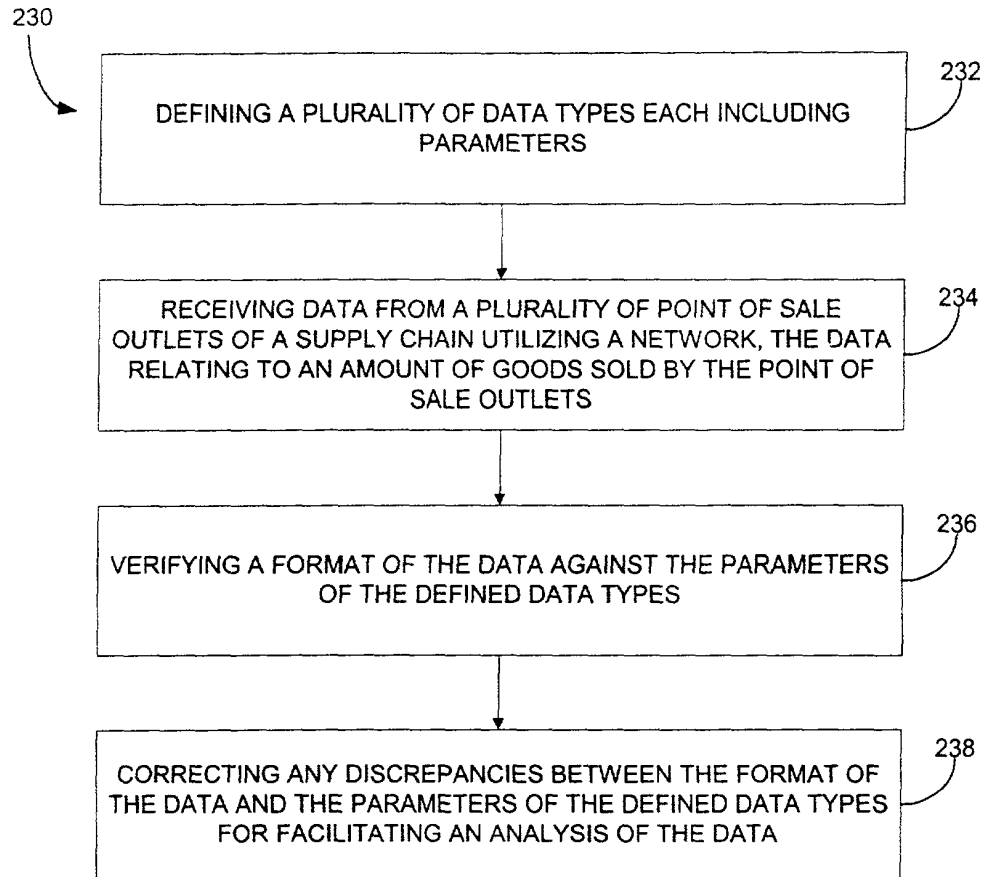 230
232
DEFINING A PLURALITY OF DATA TYPES EACH INCLUDING
PARAMETERS
234
RECEIVING DATA FROM A PLURALITY OF POINT OF SALE
OUTLETS OF A SUPPLY CHAIN UTILIZING A NETWORK, THE DATA
RELATING TO AN AMOUNT OF GOODS SOLD BY THE POINT OF
SALE OUTLETS
236
VERIFYING A FORMAT OF THE DATA AGAINST THE PARAMETERS
OF THE DEFINED DATA TYPES
238
CORRECTING ANY DISCREPANCIES BETWEEN THE FORMAT OF
THE DATA AND THE PARAMETERS OF THE DEFINED DATA TYPES
FOR FACILITATING AN ANALYSIS OF THE DATA